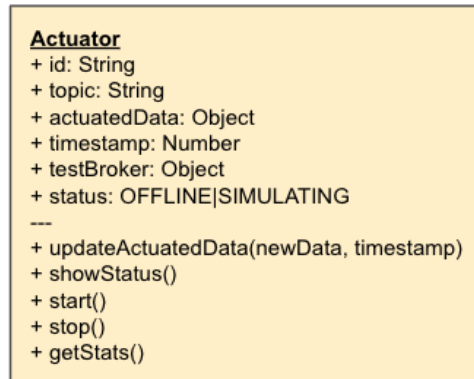 Actuator
+ id: String
+ topic: String
+ actuatedData: Object
+ timestamp: Number
+ testBroker: Object
+ status: OFFLINE|SIMULATING
---
+ updateActuatedData(newData, timestamp)
+ showStatus()
+ start()
+ stop()
+ getStats()